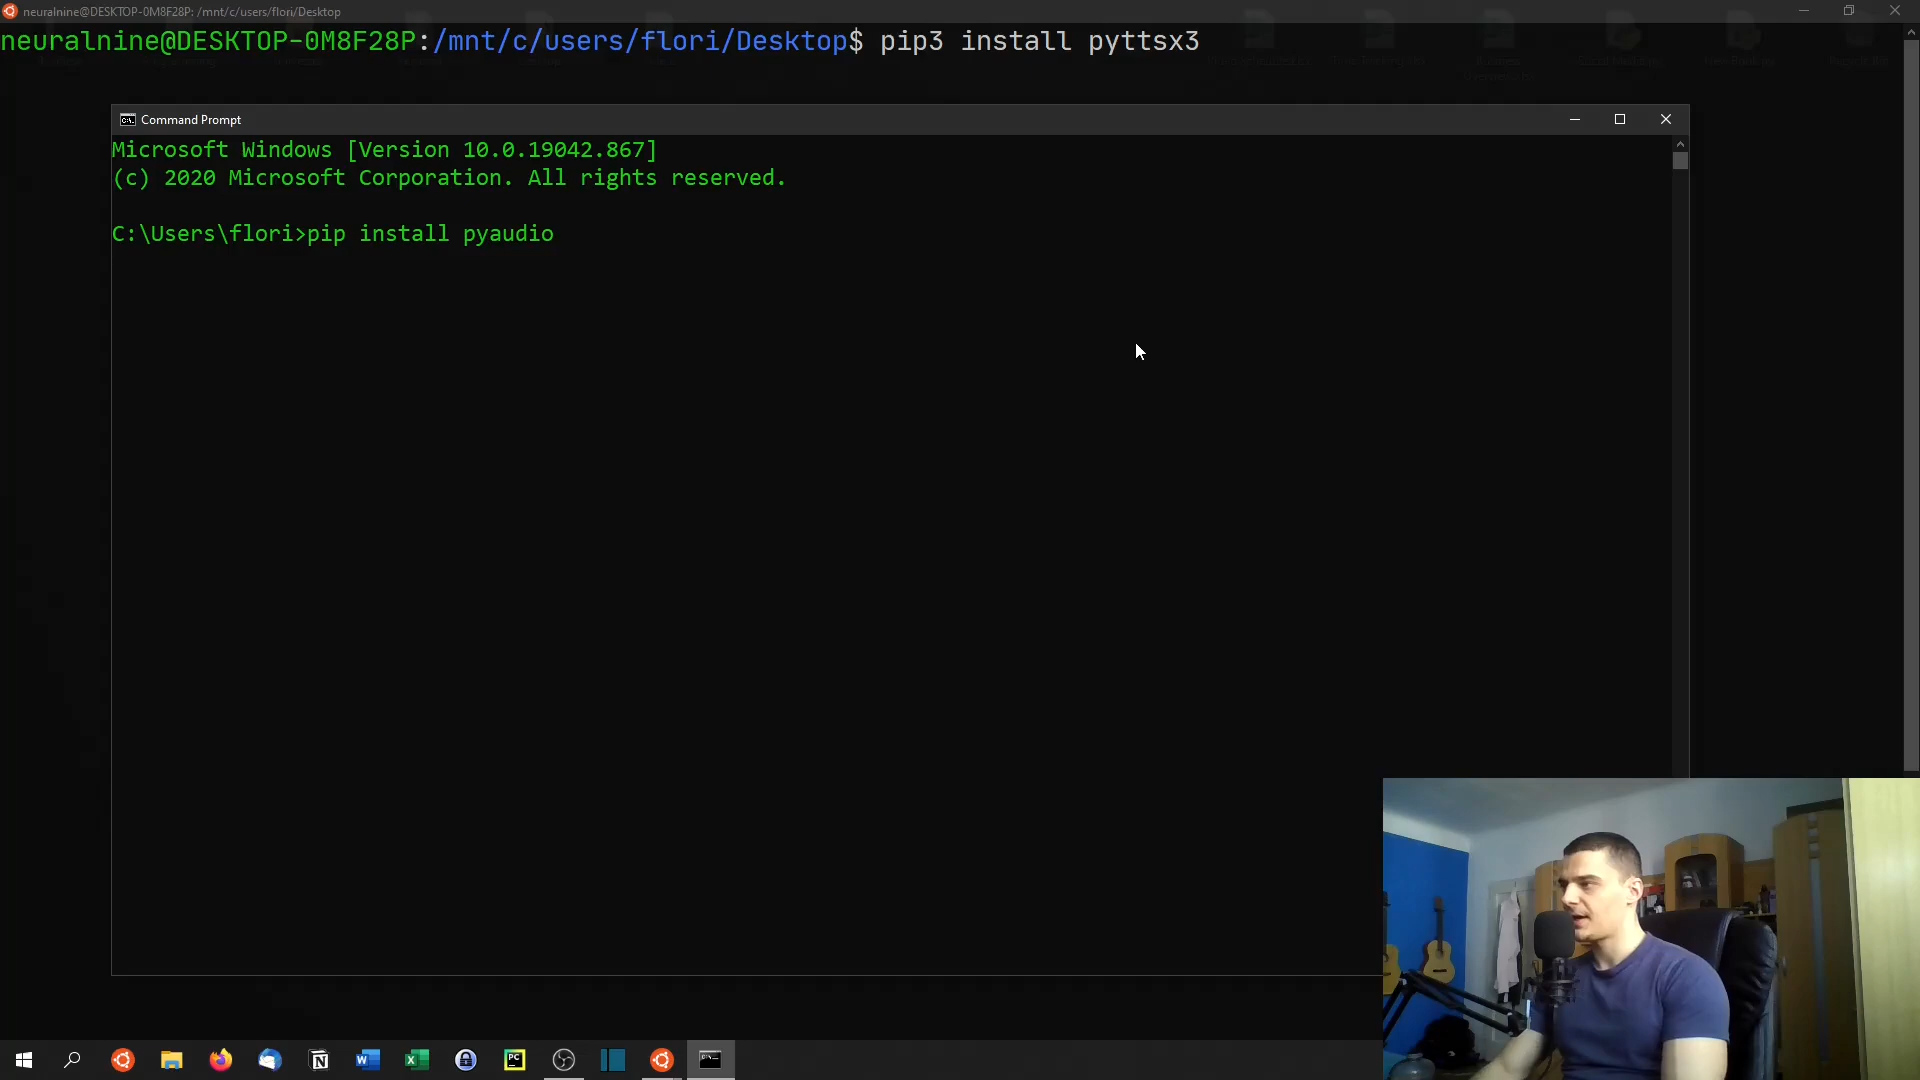 neuralnine@DESKTOP-0M8F28P: /mnt/c/users/flori/Desktop
neuralnine@DESKTOP-0M8F28P:/mnt/c/users/flori/Desktop$ pip3 install pyttsx3
Command Prompt
Microsoft Windows [Version 10.0.19042.867]
(c) 2020 Microsoft Corporation. All rights reserved.
C:\Users\flori>pip install pyaudio